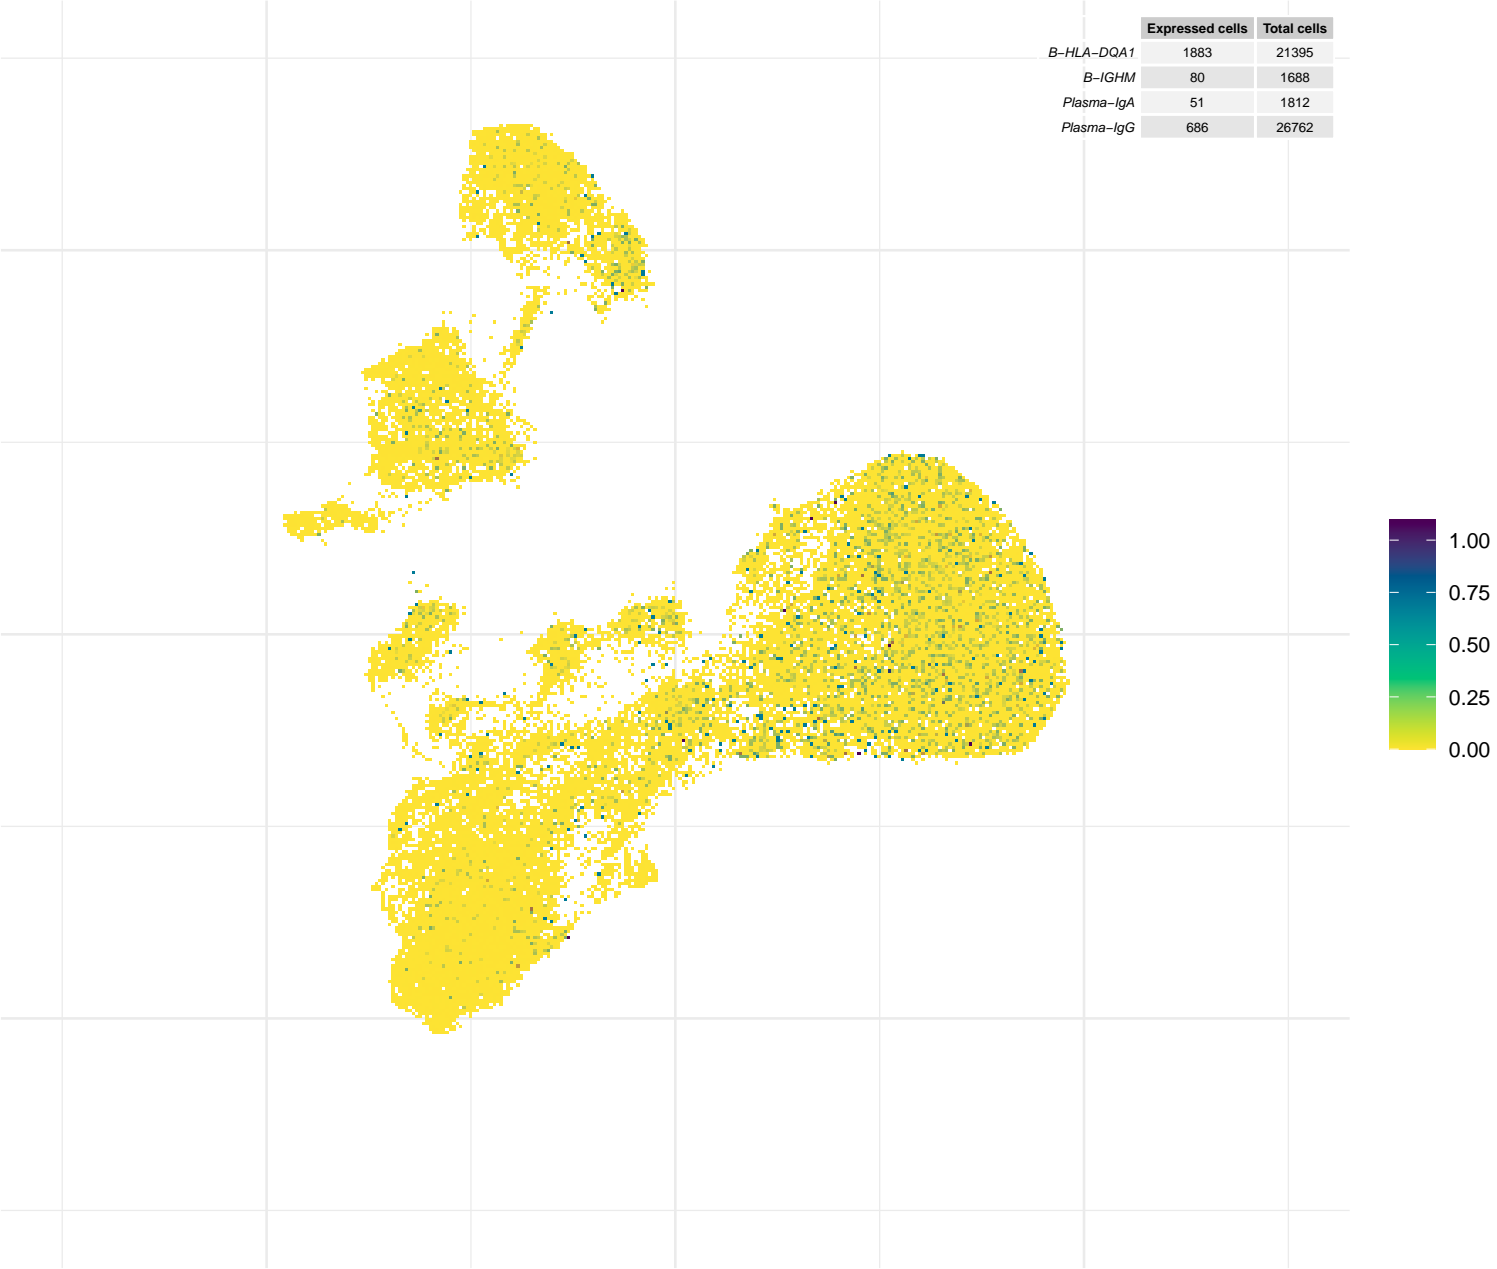 Expressed cells Total cells
B−HLA−DQA1 1883 21395
B−IGHM 80 1688
Plasma−IgA 51 1812
Plasma−IgG 686 26762
1.00
0.75
0.50
0.25
0.00